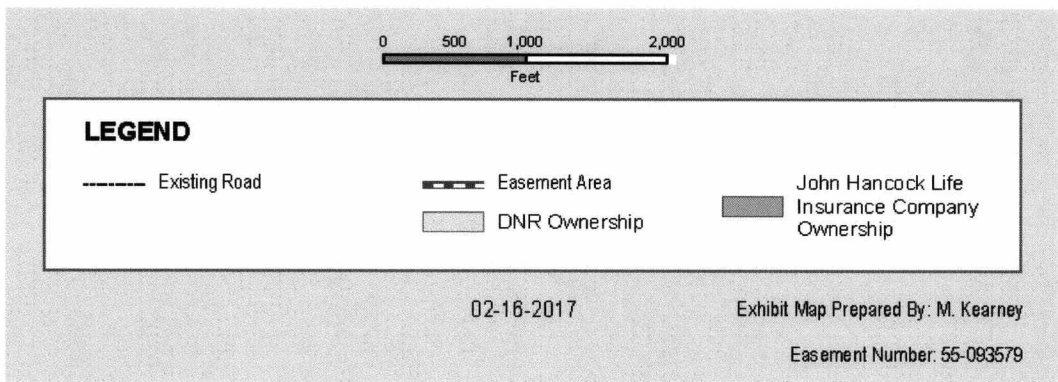 0 500 1,000 2,000
Feet
LEGEND
Existing Road
Easement Area
DNR Ownership
John Hancock Life
Insurance Company
Ownership
02-16-2017
Exhibit Map Prepared By: M. Kearney
Easement Number: 55-093579